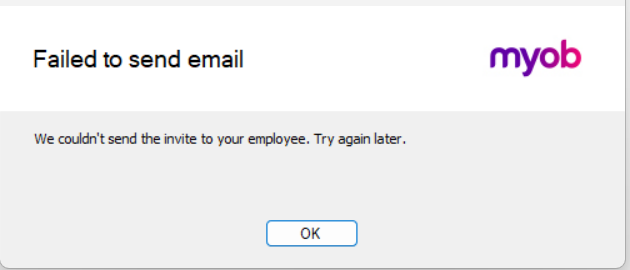 Failed to send email
myob
We couldn't send the invite to your employee. Try again later.
OK